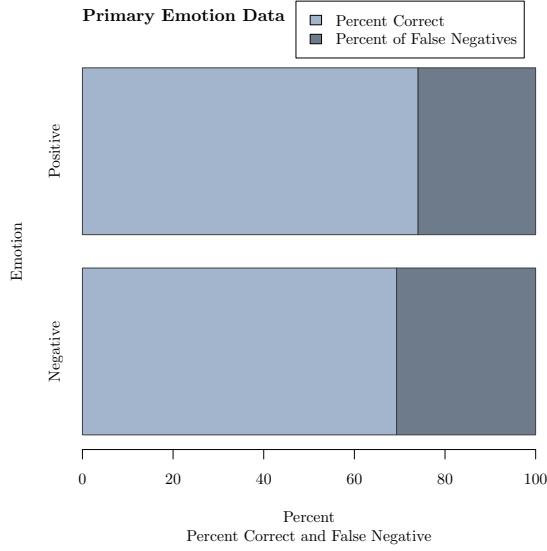 Primary Emotion Data
Percent Correct
Percent of False Negatives
Positive
Emotion
Negative
0 20 40 60 80 100
Percent
Percent Correct and False Negative